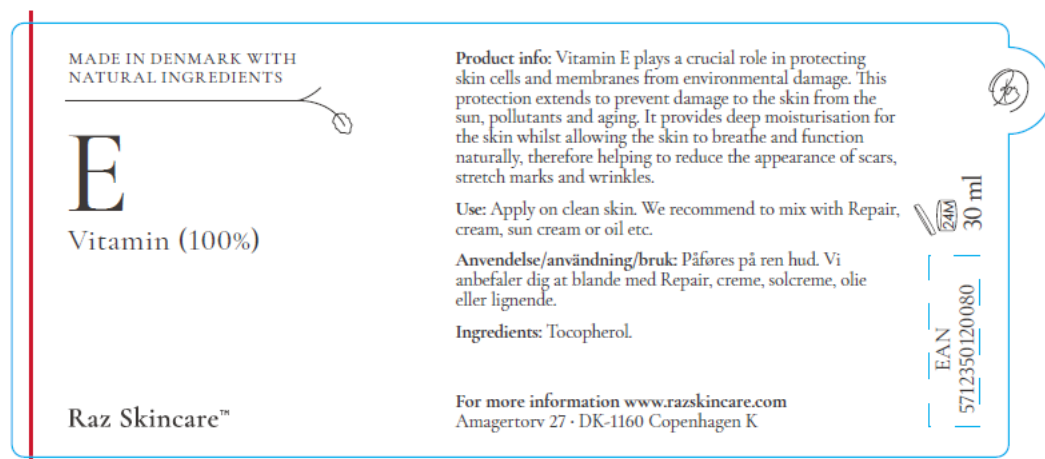 MADE IN DENMARK WITH
NATURAL INGREDIENTS
E
Vitamin (100%)
Raz Skincare™
Product info: Vitamin E plays a crucial role in protecting
skin cells and membranes from environmental damage. This
protection extends to prevent damage to the skin from the
sun, pollutants and aging. It provides deep moisturisation for
the skin whilst allowing the skin to breathe and function
naturally, therefore helping to reduce the appearance of scars,
stretch marks and wrinkles.
Use: Apply on clean skin. We recommend to mix with Repair,
cream, sun cream or oil etc.
Anvendelse/användning/bruk: Påføres på ren hud. Vi
anbefaler dig at blande med Repair, creme, solcreme, olie
eller lignende.
Ingredients: Tocopherol.
For more information www.razskincare.com
Amagertorv 27 · DK-1160 Copenhagen K
24M
30 ml
EAN
5712350120080